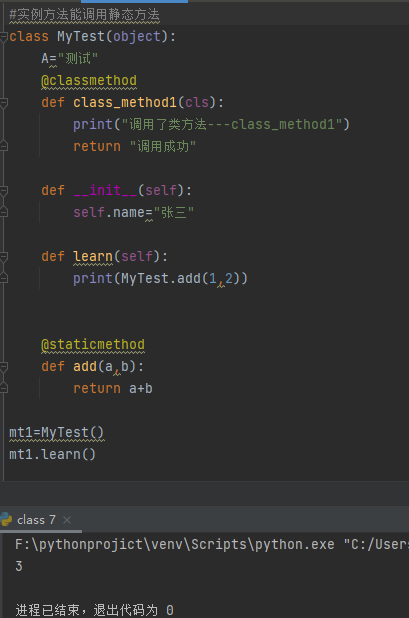 #实例方法能调用静态方法
class MyTest(object):
    A="测试"
    @classmethod
    def class_method1(cls):
        print("调用了类方法---class_method1")
        return "调用成功"

    def __init__(self):
        self.name="张三"

    def learn(self):
        print(MyTest.add(1,2))


    @staticmethod
    def add(a,b):
        return a+b

mt1=MyTest()
mt1.learn()
class 7 ×
F:\pythonprojict\venv\Scripts\python.exe "C:/Users
3

进程已结束，退出代码为 0